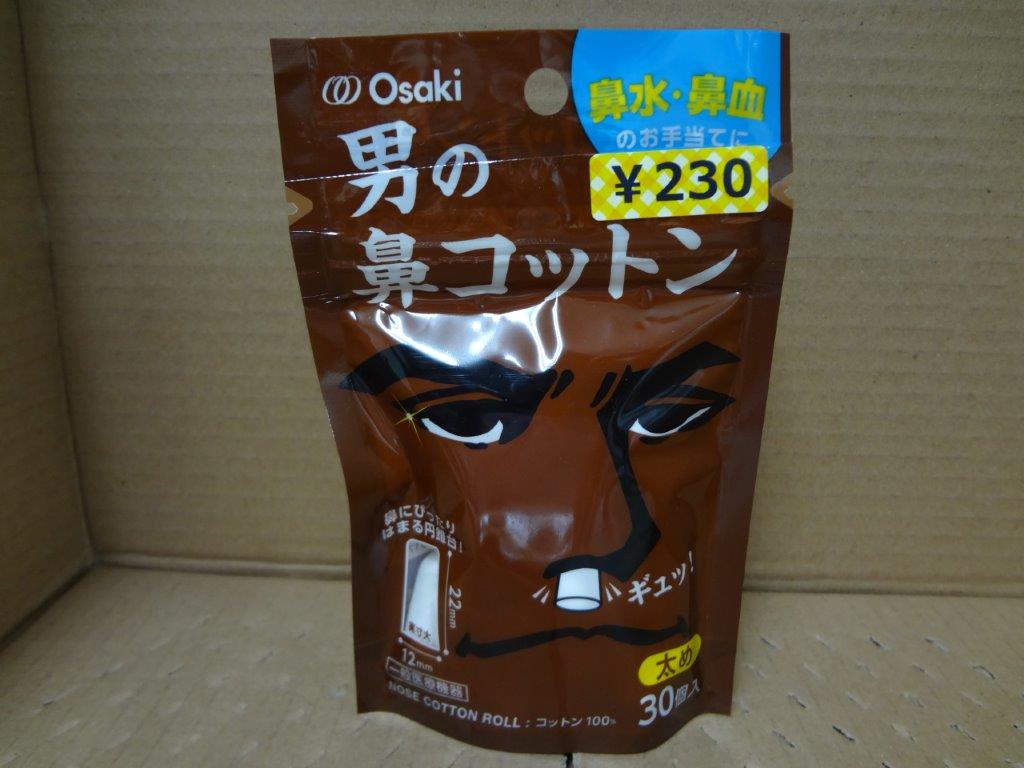 Osaki
鼻水・鼻血
のお手当てに
¥230
男の
鼻コットン
鼻にぴったり
はまる円錐台!
22mm
実寸大
12mm
ギュッ!
一般医療機器
太め
30個入
NOSE COTTON ROLL : コットン 100%